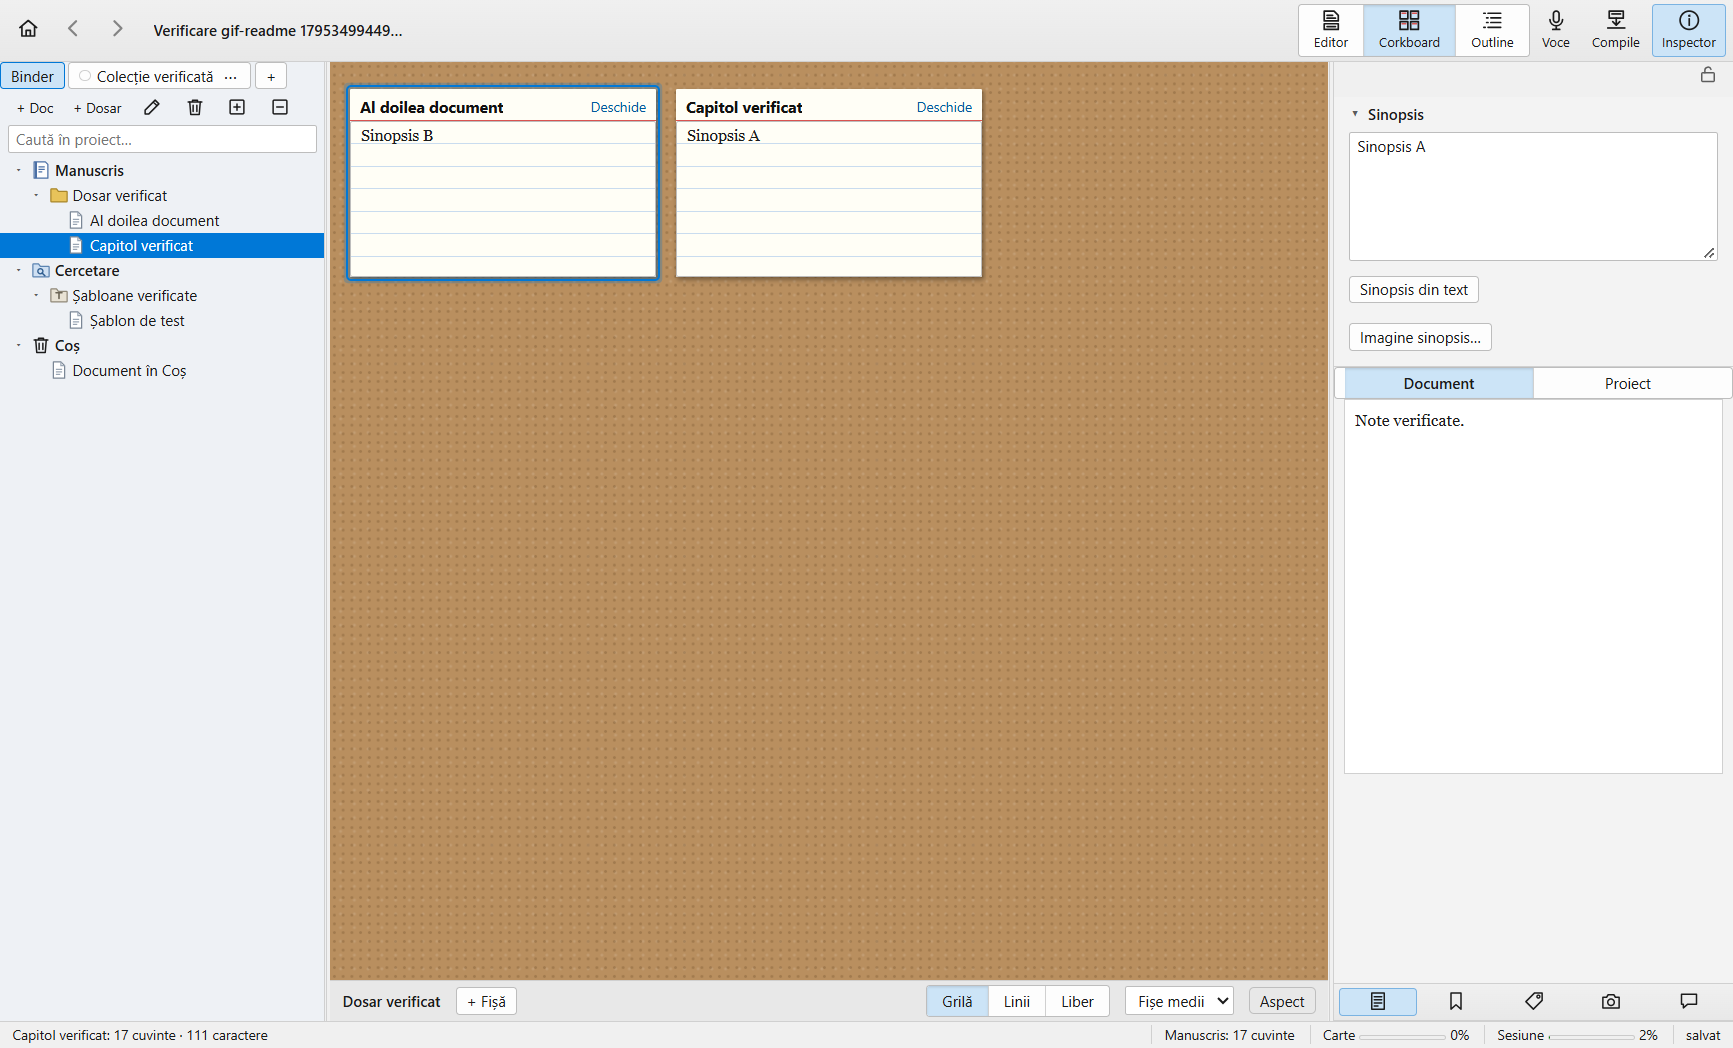 Verificare gif-readme 17953499449...
Editor
Corkboard
Outline
Voce
Compile
Inspector
Binder
Colecție verificată ...
+
+ Doc
+ Dosar
Caută în proiect...
Manuscris
Dosar verificat
Al doilea document
Capitol verificat
Cercetare
Șabloane verificate
Șablon de test
Coș
Document în Coș
Al doilea document
Deschide
Sinopsis B
Capitol verificat
Deschide
Sinopsis A
Sinopsis
Sinopsis A
Sinopsis din text
Imagine sinopsis...
Document
Proiect
Note verificate.
Dosar verificat
+ Fișă
Grilă
Linii
Liber
Fișe medii
Aspect
Capitol verificat: 17 cuvinte · 111 caractere
Manuscris: 17 cuvinte
Carte
0%
Sesiune
2%
salvat